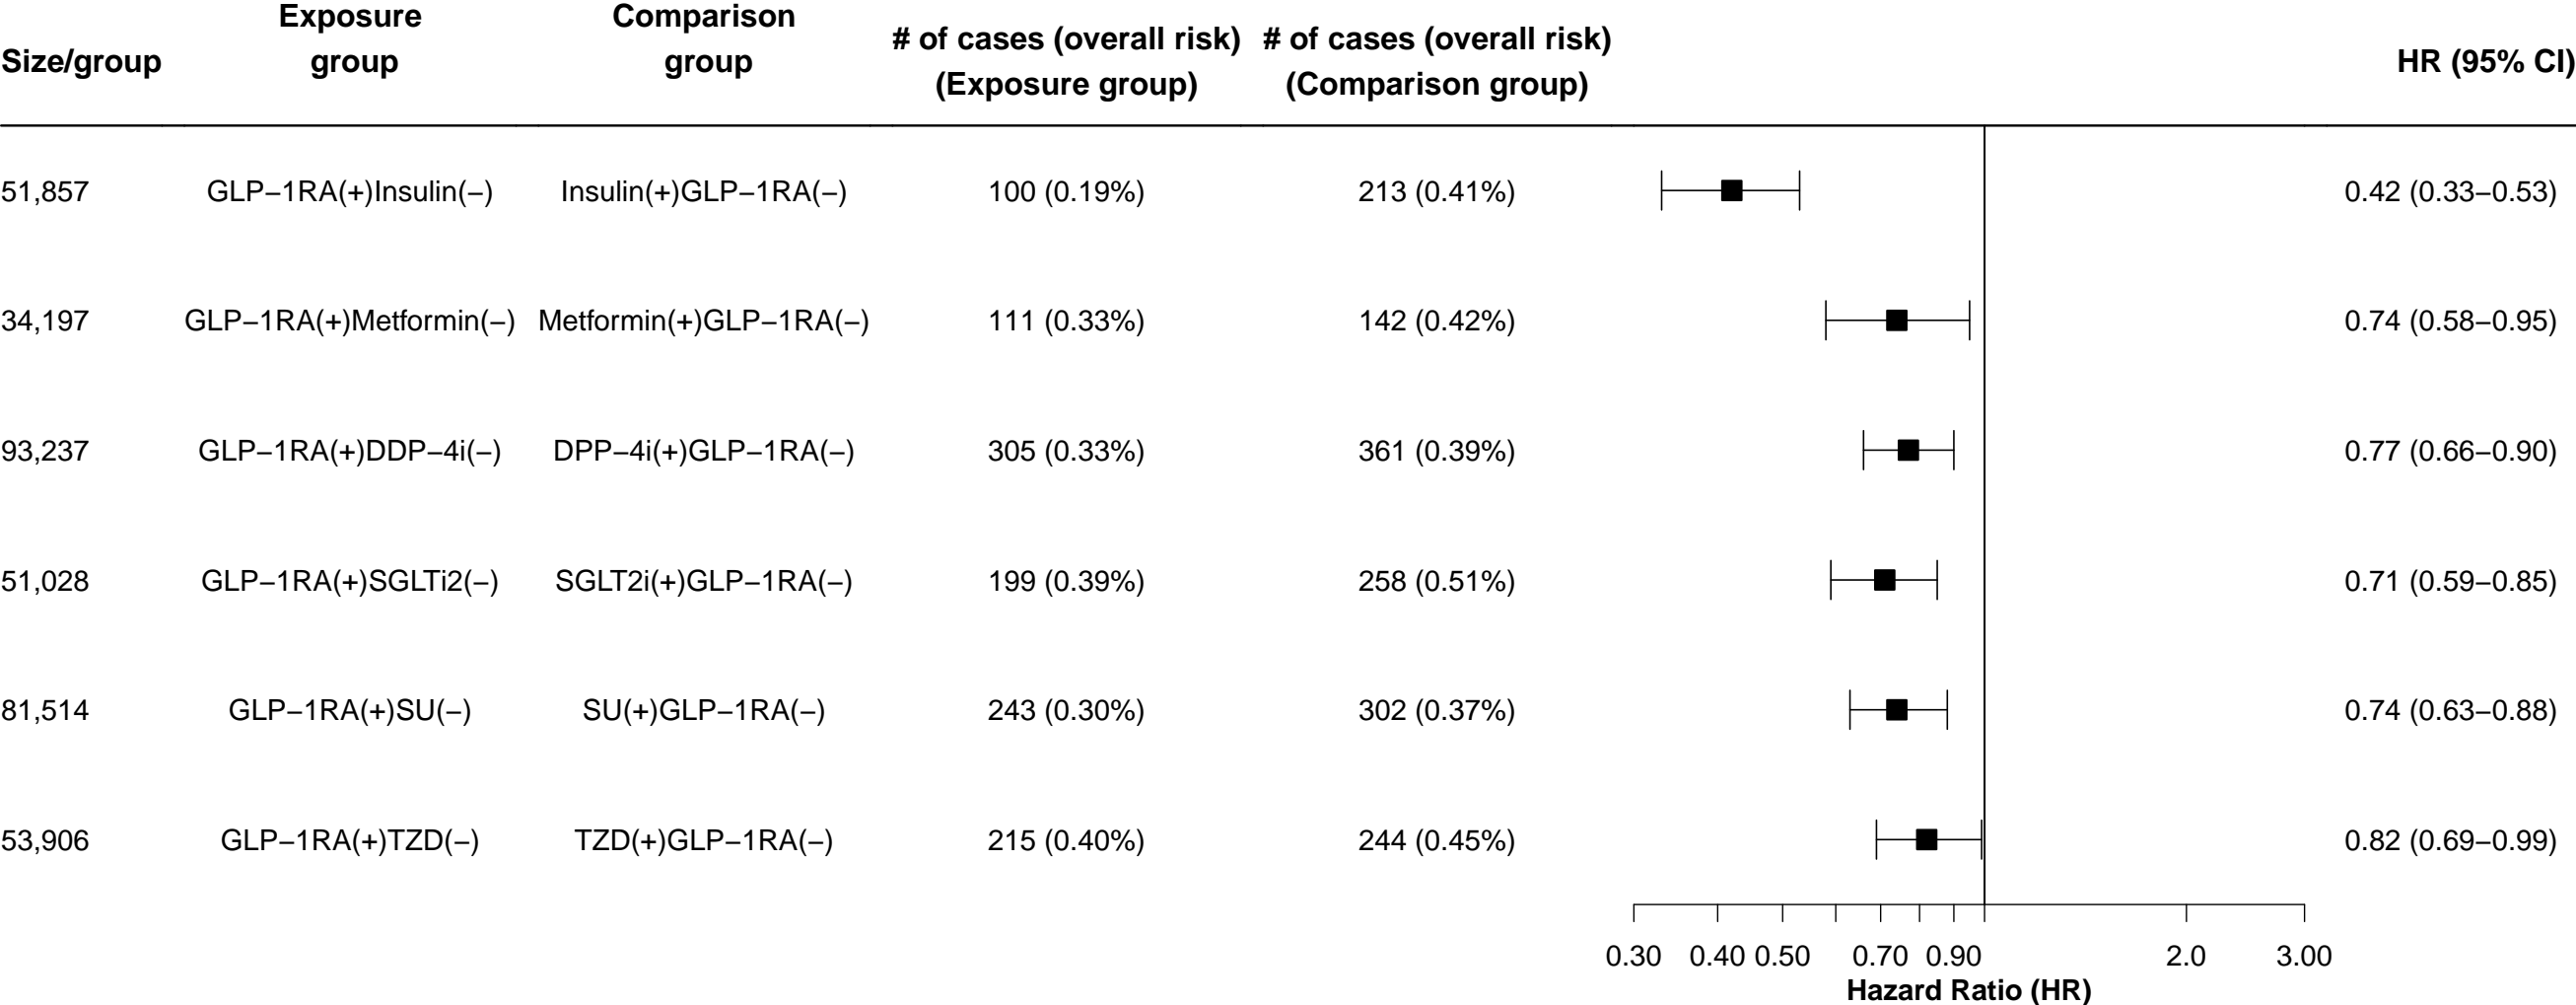 Size/group
Exposure
group
Comparison
group
# of cases (overall risk)
(Exposure group)
# of cases (overall risk)
(Comparison group)
HR (95% CI)
51,857 GLP−1RA(+)Insulin(−) Insulin(+)GLP−1RA(−) 100 (0.19%) 213 (0.41%) 0.42 (0.33−0.53)
34,197 GLP−1RA(+)Metformin(−) Metformin(+)GLP−1RA(−) 111 (0.33%) 142 (0.42%) 0.74 (0.58−0.95)
93,237 GLP−1RA(+)DDP−4i(−) DPP−4i(+)GLP−1RA(−) 305 (0.33%) 361 (0.39%) 0.77 (0.66−0.90)
51,028 GLP−1RA(+)SGLTi2(−) SGLT2i(+)GLP−1RA(−) 199 (0.39%) 258 (0.51%) 0.71 (0.59−0.85)
81,514 GLP−1RA(+)SU(−) SU(+)GLP−1RA(−) 243 (0.30%) 302 (0.37%) 0.74 (0.63−0.88)
53,906 GLP−1RA(+)TZD(−) TZD(+)GLP−1RA(−) 215 (0.40%) 244 (0.45%) 0.82 (0.69−0.99)
0.30 0.40 0.50 0.70 0.90 2.0 3.00
Hazard Ratio (HR)